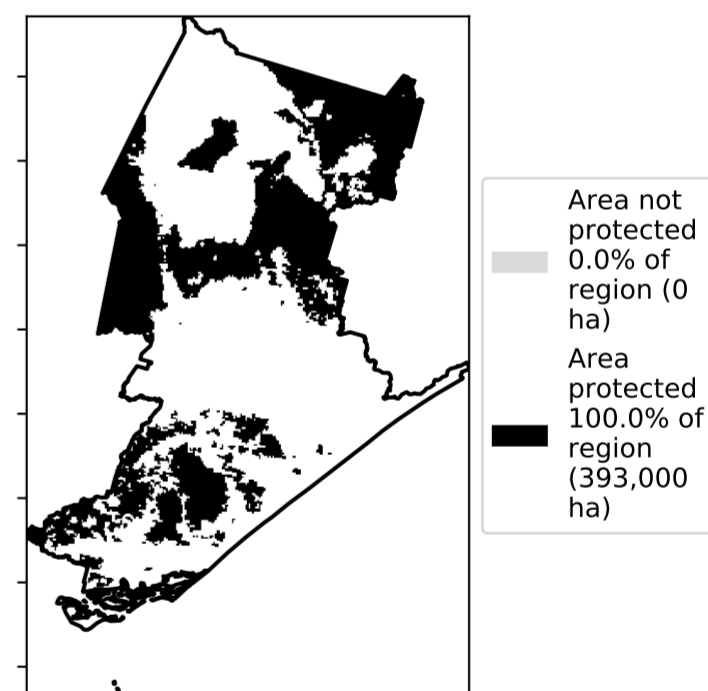 Area not
protected
0.0% of
region (0
ha)
Area
protected
100.0% of
region
(393,000
ha)